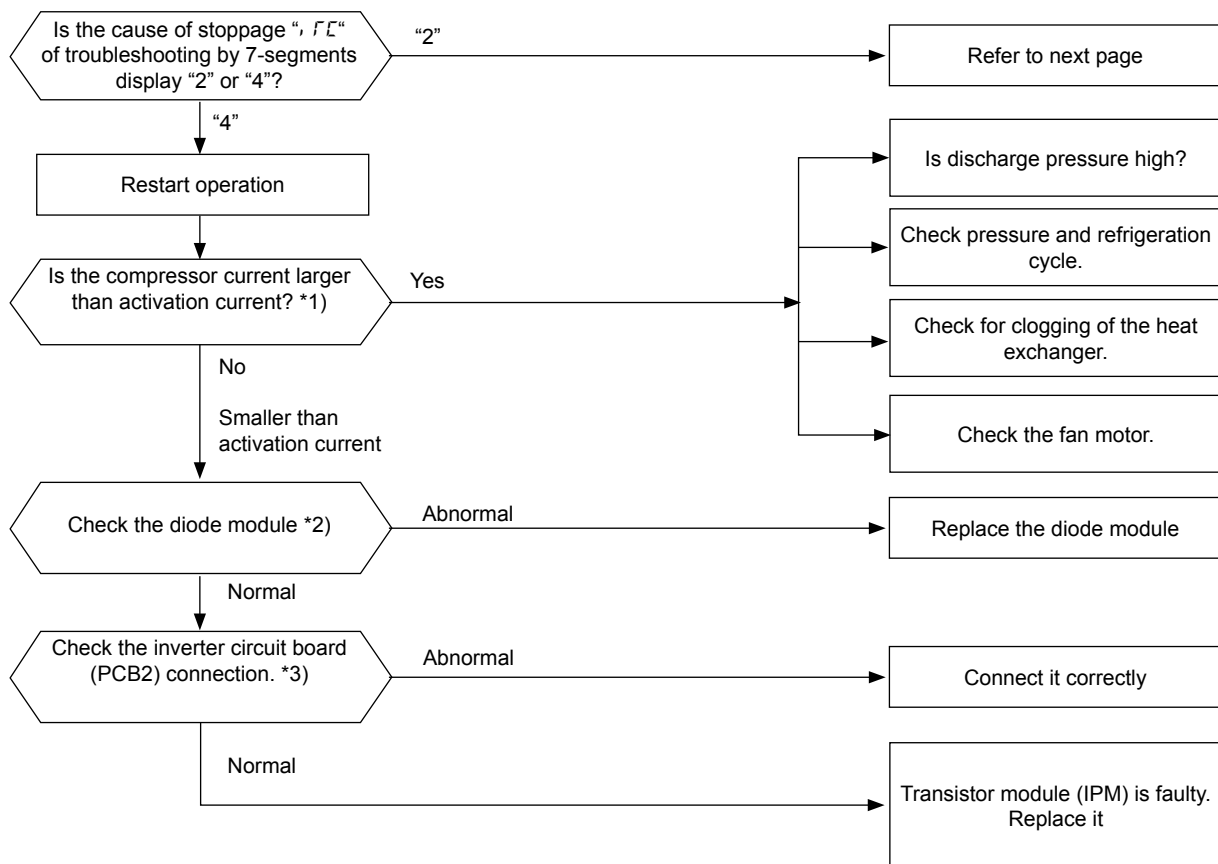 Is the cause of stoppage “iTC“
of troubleshooting by 7-segments
display “2” or “4”?
“2”
Refer to next page
“4”
Restart operation
Is discharge pressure high?
Check pressure and refrigeration
cycle.
Is the compressor current larger
than activation current? *1)
Yes
Check for clogging of the heat
exchanger.
No
Smaller than
activation current
Check the fan motor.
Check the diode module *2)
Abnormal
Replace the diode module
Normal
Check the inverter circuit board
(PCB2) connection. *3)
Abnormal
Connect it correctly
Normal
Transistor module (IPM) is faulty.
Replace it